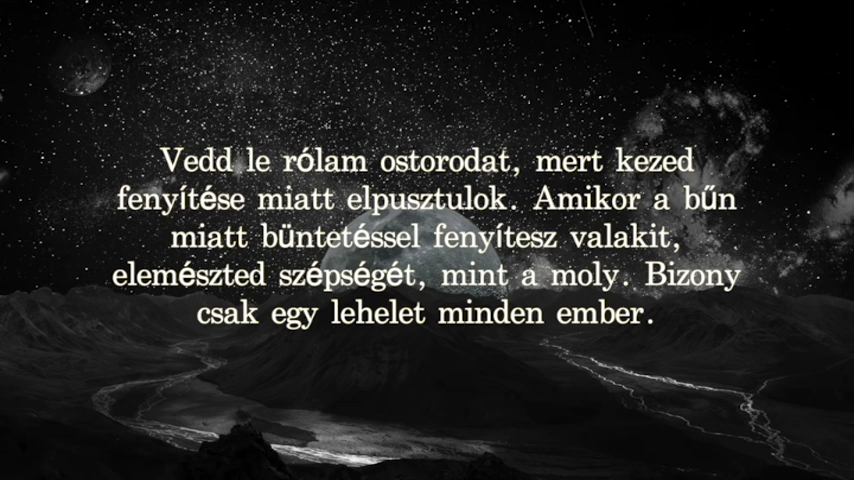 Vedd le rólam ostorodat, mert kezed
fenyítése miatt elpusztulok. Amikor a bűn
miatt büntetéssel fenyítesz valakit,
elemészted szépségét, mint a moly. Bizony
csak egy lehelet minden ember.